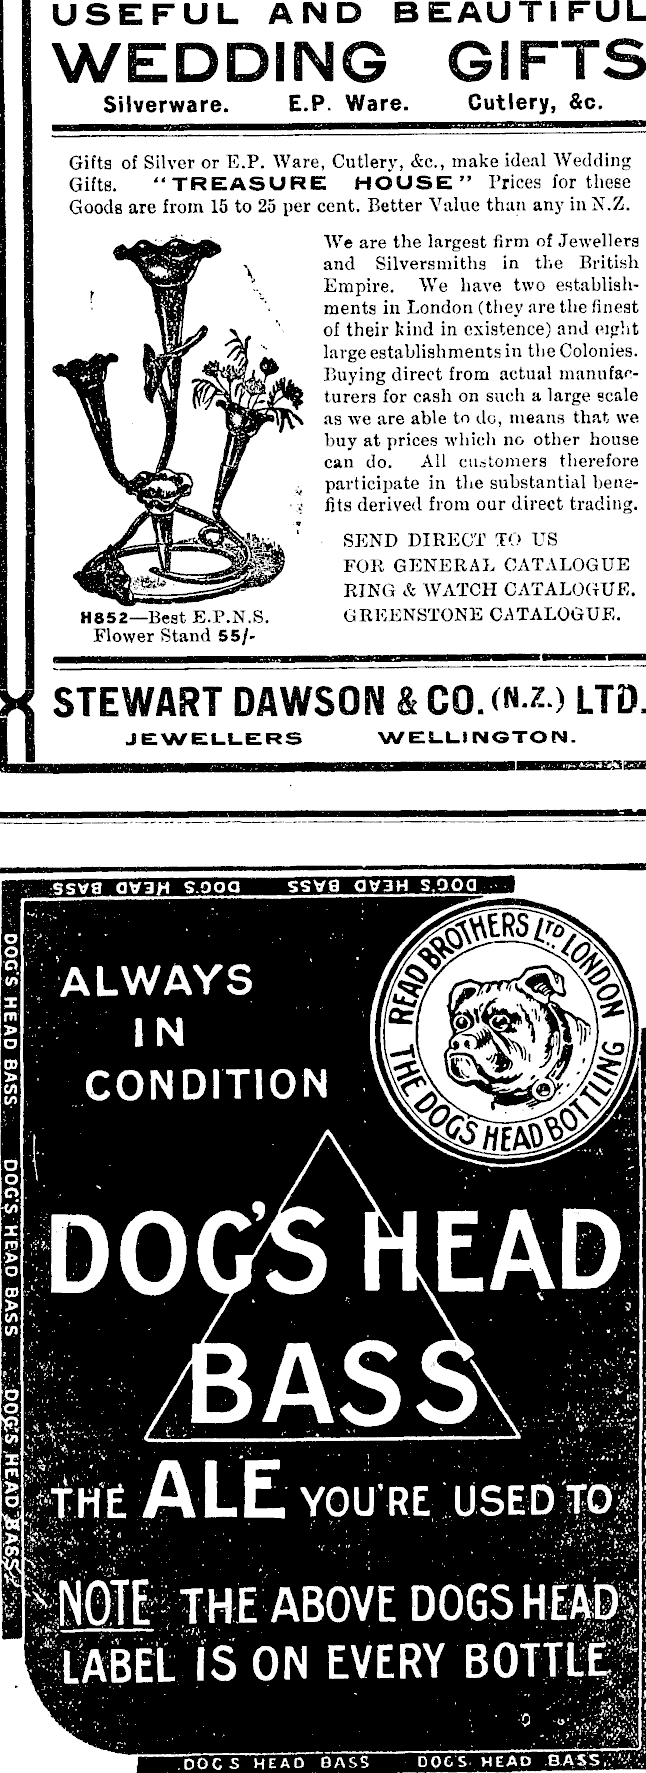 USEFUL AND BEAUTIFUL
WEDDING GIFTS
Silverware. E.P. Ware. Cutlery, &c.
Gifts of Silver or E.P. Ware, Cutlery, &c., make ideal Wedding
Gifts. "TREASURE HOUSE" Prices for these
Goods are from 15 to 25 per cent. Better Value than any in N.Z.
We are the largest firm of Jewellers
and Silversmiths in the British
Empire. We have two establish-
ments in London (they are the finest
of their kind in existence) and eight
large establishments in the Colonies.
Buying direct from actual manufac-
turers for cash on such a large scale
as we are able to do, means that we
buy at prices which no other house
can do. All customers therefore
participate in the substantial bene-
fits derived from our direct trading.
SEND DIRECT TO US
FOR GENERAL CATALOGUE
RING & WATCH CATALOGUE.
GREENSTONE CATALOGUE.
H852—Best E.P.N.S.
Flower Stand 55/-
STEWART DAWSON & CO. (N.Z.) LTD.
JEWELLERS WELLINGTON.
DOG'S HEAD BASS DOG'S HEAD BASS
DOG'S HEAD BASS DOG'S HEAD BASS DOG'S HEAD BASS
READ BROTHERS LTD. LONDON
THE DOG'S HEAD BOTTLING
ALWAYS
IN
CONDITION
DOG'S HEAD
BASS
THE ALE YOU'RE USED TO
NOTE THE ABOVE DOGS HEAD
LABEL IS ON EVERY BOTTLE
DOG'S HEAD BASS DOG'S HEAD BASS